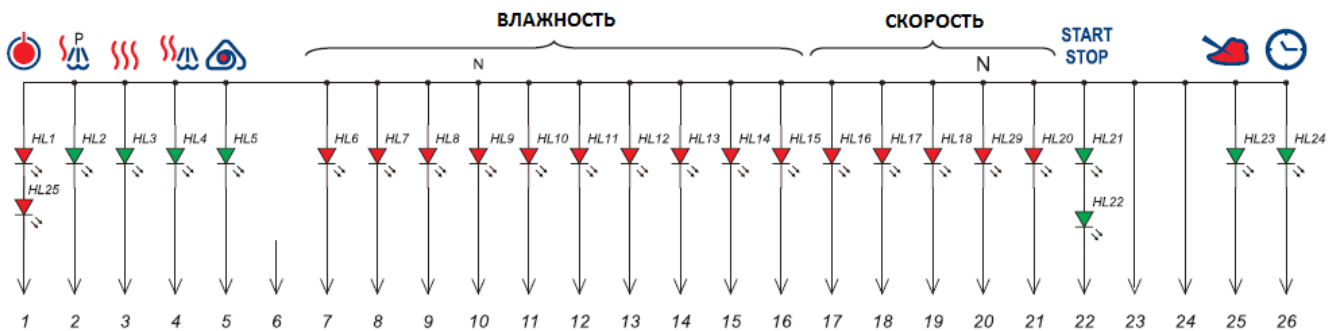 ВЛАЖНОСТЬ СКОРОСТЬ
START
STOP
P N N
HL1 HL2 HL3 HL4 HL5 HL6 HL7 HL8 HL9 HL10 HL11 HL12 HL13 HL14 HL15 HL16 HL17 HL18 HL29 HL20 HL21 HL23 HL24
HL25 HL22
1 2 3 4 5 6 7 8 9 10 11 12 13 14 15 16 17 18 19 20 21 22 23 24 25 26